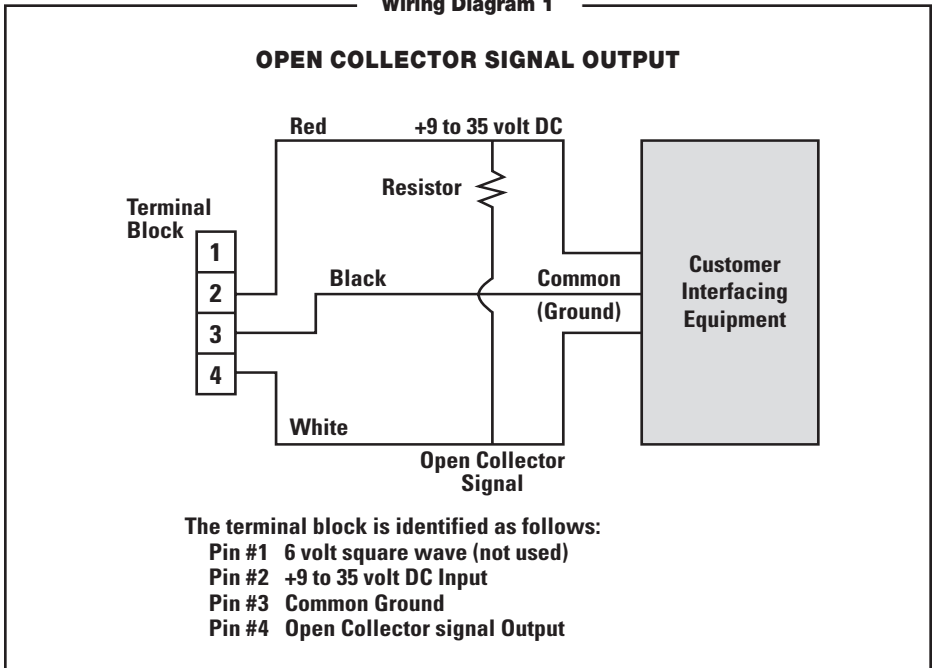 Wiring Diagram 1
OPEN COLLECTOR SIGNAL OUTPUT
Red
+9 to 35 volt DC
Resistor
Terminal
Block
1
2
3
4
Black
Common
(Ground)
Customer
Interfacing
Equipment
White
Open Collector
Signal
The terminal block is identified as follows:
Pin #1 6 volt square wave (not used)
Pin #2 +9 to 35 volt DC Input
Pin #3 Common Ground
Pin #4 Open Collector signal Output